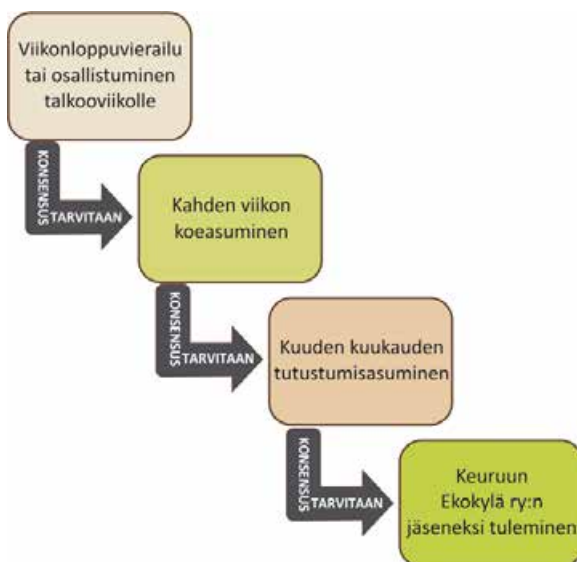 Viikonloppuvierailu
tai osallistuminen
talkooviikolle
KONSENSUS
TARVITAAN
Kahden viikon
koeasuminen
KONSENSUS
TARVITAAN
Kuuden kuukauden
tutustumisasuminen
KONSENSUS
TARVITAAN
Keuruun
Ekokylä ry:n
jäseneksi tuleminen